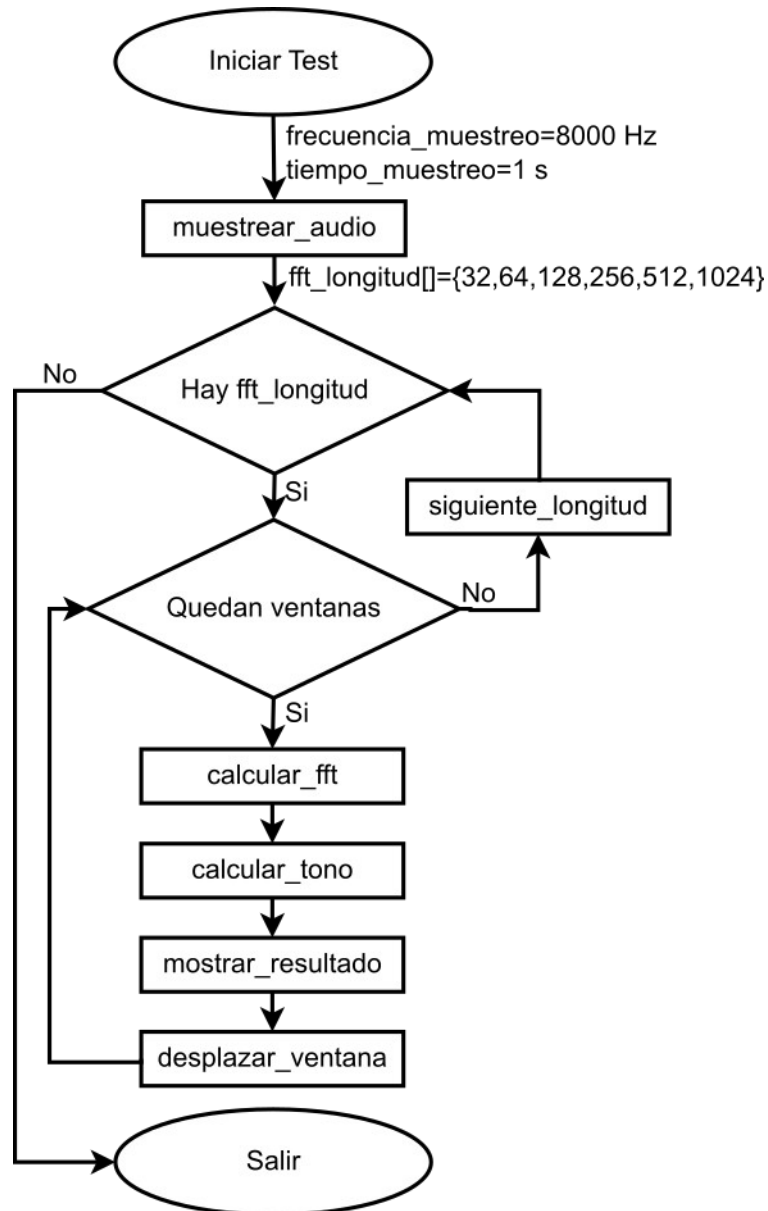 Iniciar Test
frecuencia_muestreo=8000 Hz
tiempo_muestreo=1 s
muestrear_audio
fft_longitud[]={32,64,128,256,512,1024}
No
Hay fft_longitud
Si
siguiente_longitud
Quedan ventanas
No
Si
calcular_fft
calcular_tono
mostrar_resultado
desplazar_ventana
Salir